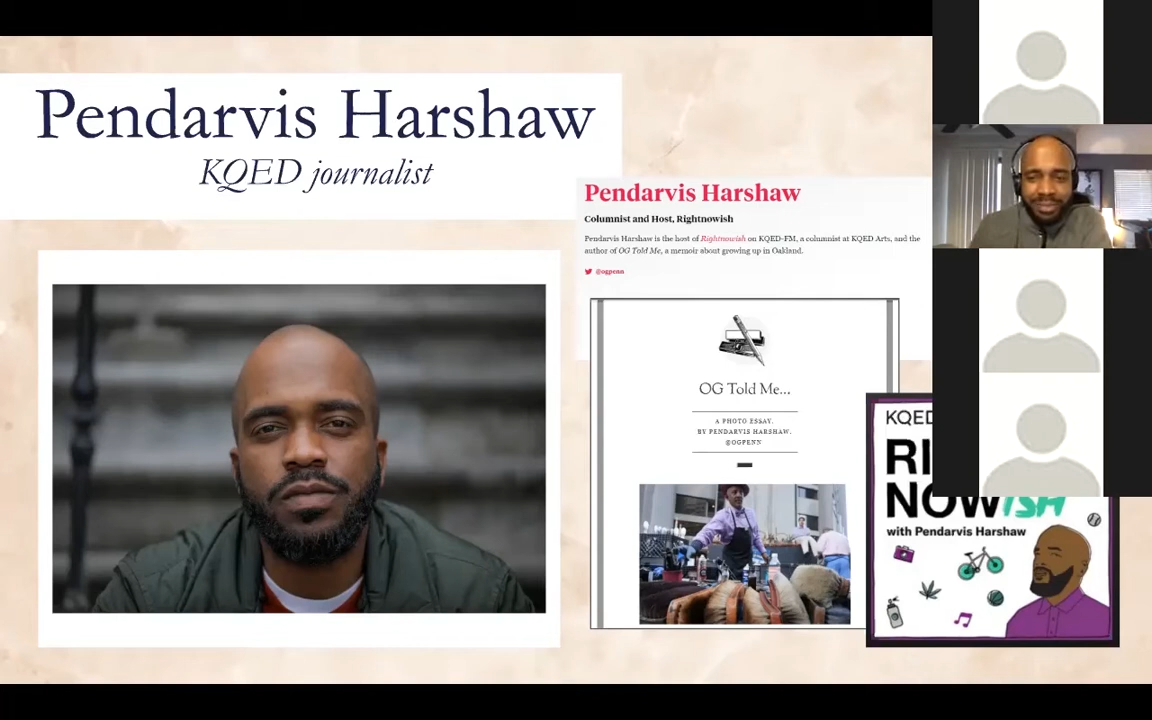 Pendarvis Harshaw
KQED journalist
Pendarvis Harshaw
Columnist and Host, Rightnowish
Pendarvis Harshaw is the host of Rightnowish on KQED-FM, a columnist at KQED Arts, and the
author of OG Told Me, a memoir about growing up in Oakland.
@ogpenn
OG Told Me...
A PHOTO ESSAY.
BY PENDARVIS HARSHAW.
@OGPENN
KQED
RI
NOWISH
with Pendarvis Harshaw